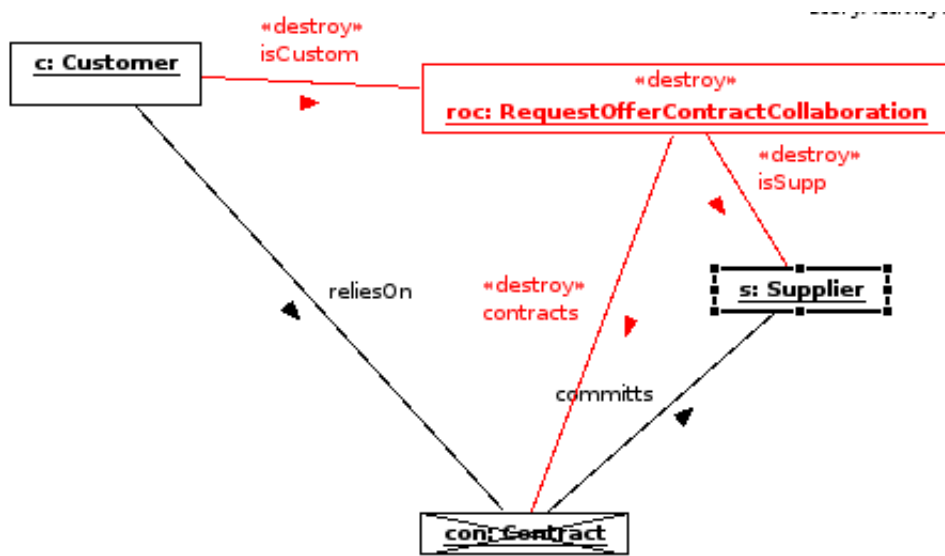 «destroy»
isCustom
c: Customer
«destroy»
roc: RequestOfferContractCollaboration
«destroy»
isSupp
reliesOn
«destroy»
contracts
s: Supplier
committs
con: Contract